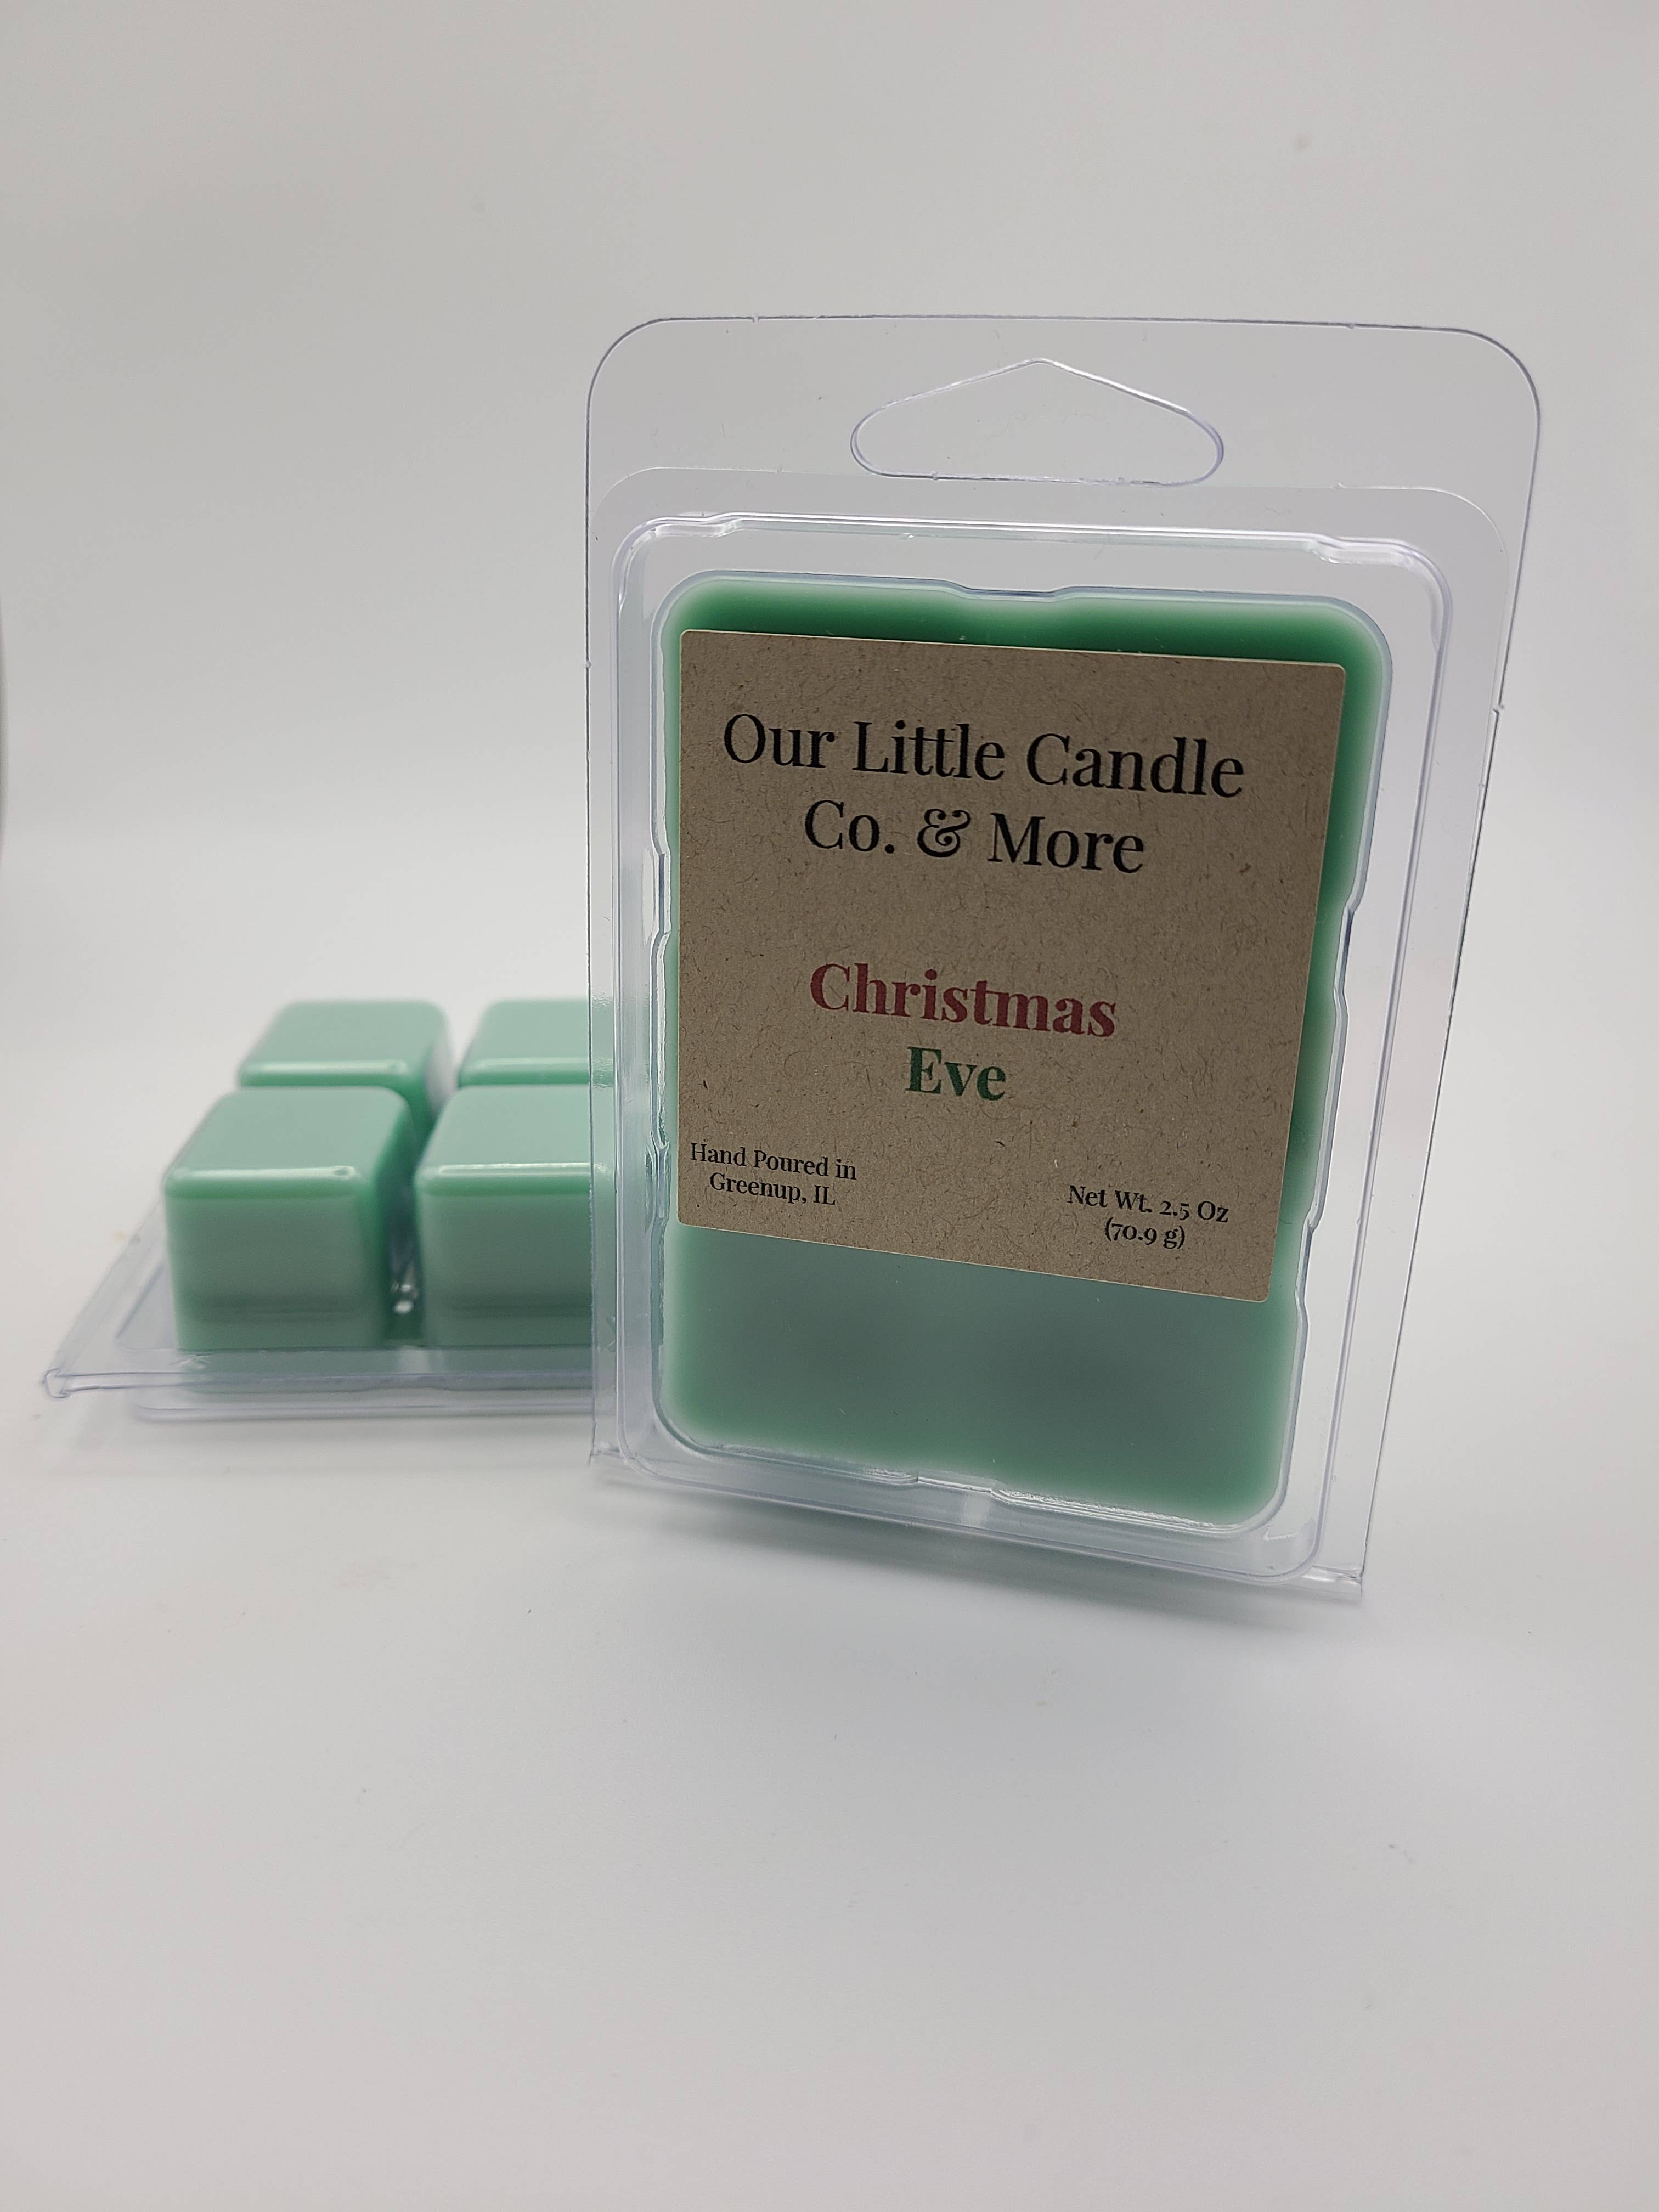 Our Little Candle
Co. & More
Christmas
Eve
Hand Poured in
Greenup, IL
Net Wt. 2.5 Oz
(70.9 g)